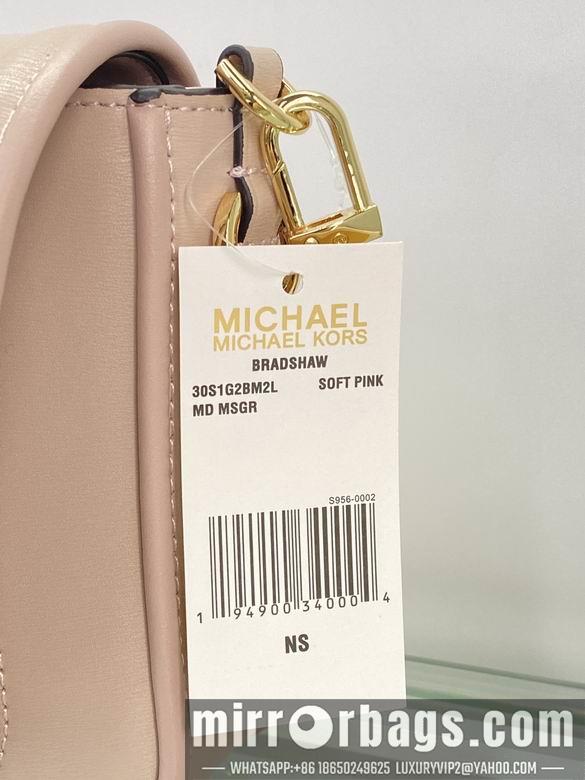 MICHAEL
MICHAEL KORS
BRADSHAW
30S1G2BM2L SOFT PINK
MD MSGR
S956-0002
1 94900 34000 4
NS
mirrorbags.com
WHATSAPP:+86 18650249625 LUXURYVIP2@YAHOO.COM